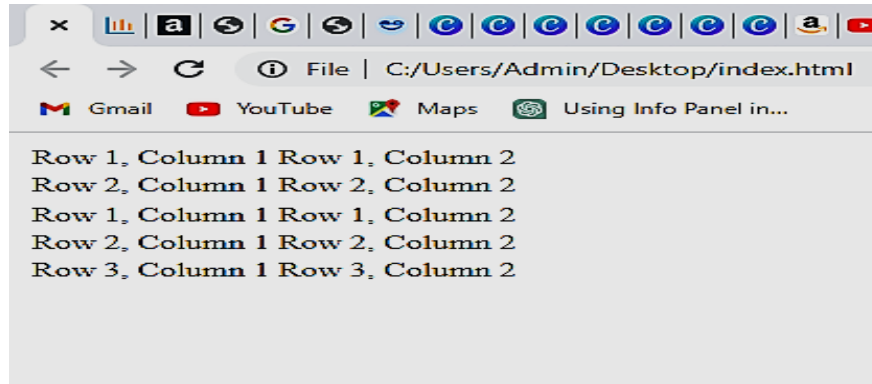 File | C:/Users/Admin/Desktop/index.html
Gmail YouTube Maps Using Info Panel in...
Row 1, Column 1 Row 1, Column 2
Row 2, Column 1 Row 2, Column 2
Row 1, Column 1 Row 1, Column 2
Row 2, Column 1 Row 2, Column 2
Row 3, Column 1 Row 3, Column 2